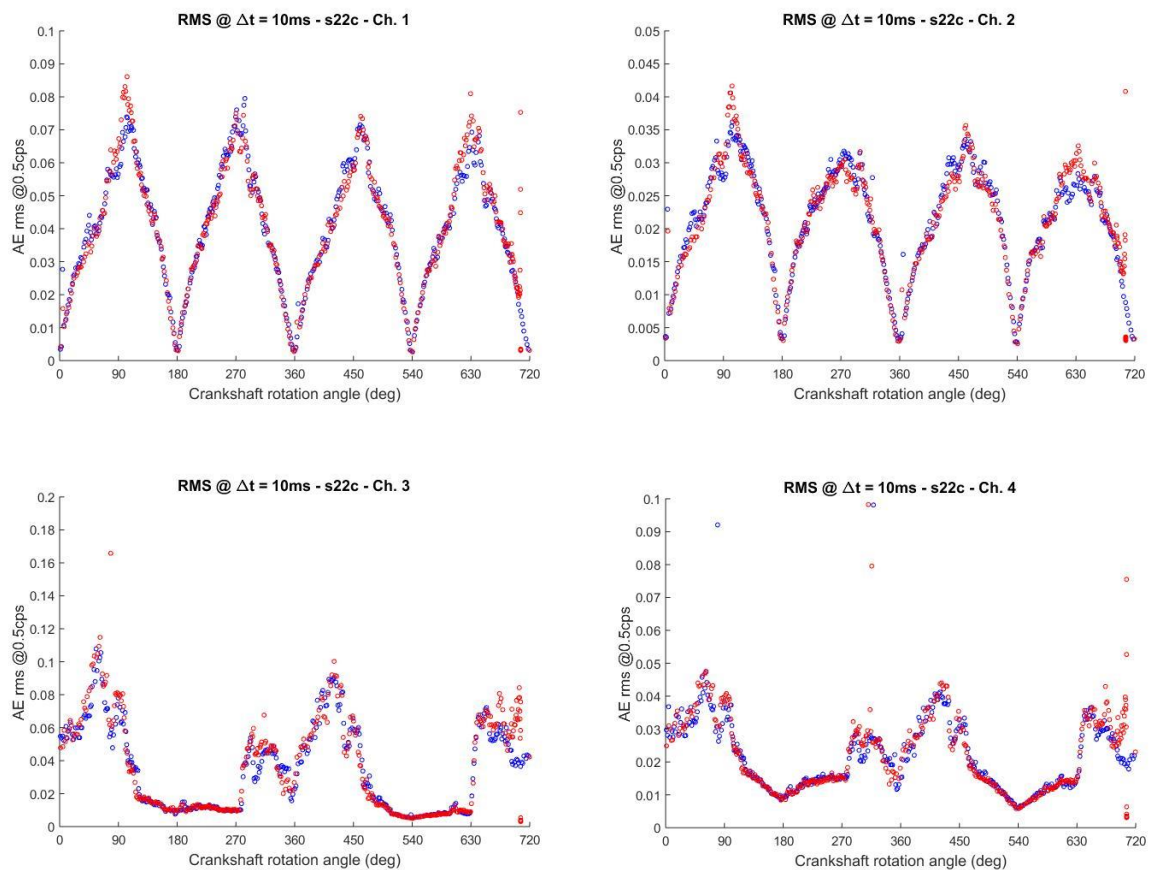 RMS @ Δt = 10ms - s22c - Ch. 1
0.1
0.09
0.08
0.07
0.06
0.05
0.04
0.03
0.02
0.01
0
AE rms @0.5cps
0 90 180 270 360 450 540 630 720
Crankshaft rotation angle (deg)
RMS @ Δt = 10ms - s22c - Ch. 2
0.05
0.045
0.04
0.035
0.03
0.025
0.02
0.015
0.01
0.005
0
AE rms @0.5cps
0 90 180 270 360 450 540 630 720
Crankshaft rotation angle (deg)
RMS @ Δt = 10ms - s22c - Ch. 3
0.2
0.18
0.16
0.14
0.12
0.1
0.08
0.06
0.04
0.02
0
AE rms @0.5cps
0 90 180 270 360 450 540 630 720
Crankshaft rotation angle (deg)
RMS @ Δt = 10ms - s22c - Ch. 4
0.1
0.09
0.08
0.07
0.06
0.05
0.04
0.03
0.02
0.01
0
AE rms @0.5cps
0 90 180 270 360 450 540 630 720
Crankshaft rotation angle (deg)